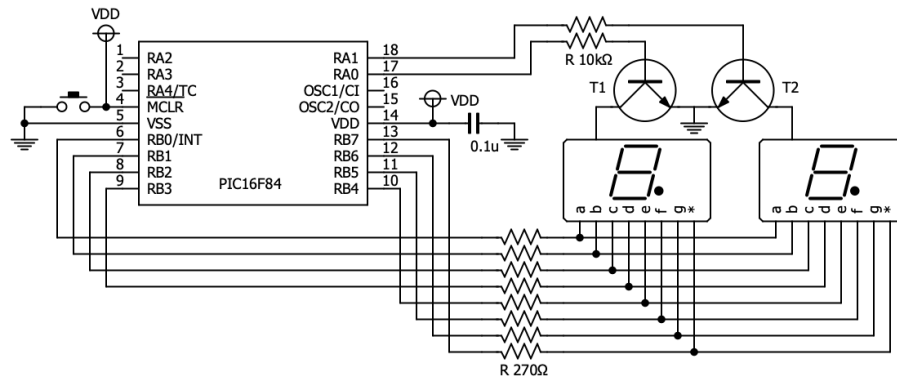 VDD
1 RA2 RA1 18
2 RA3 RA0 17
3 RA4/TC OSC1/CI 16
4 MCLR OSC2/CO 15
5 VSS VDD 14
6 RB0/INT RB7 13
7 RB1 RB6 12
8 RB2 RB5 11
9 RB3 RB4 10
PIC16F84
R 10kΩ
T1
T2
VDD
0.1u
a b c d e f g *
a b c d e f g *
R 270Ω